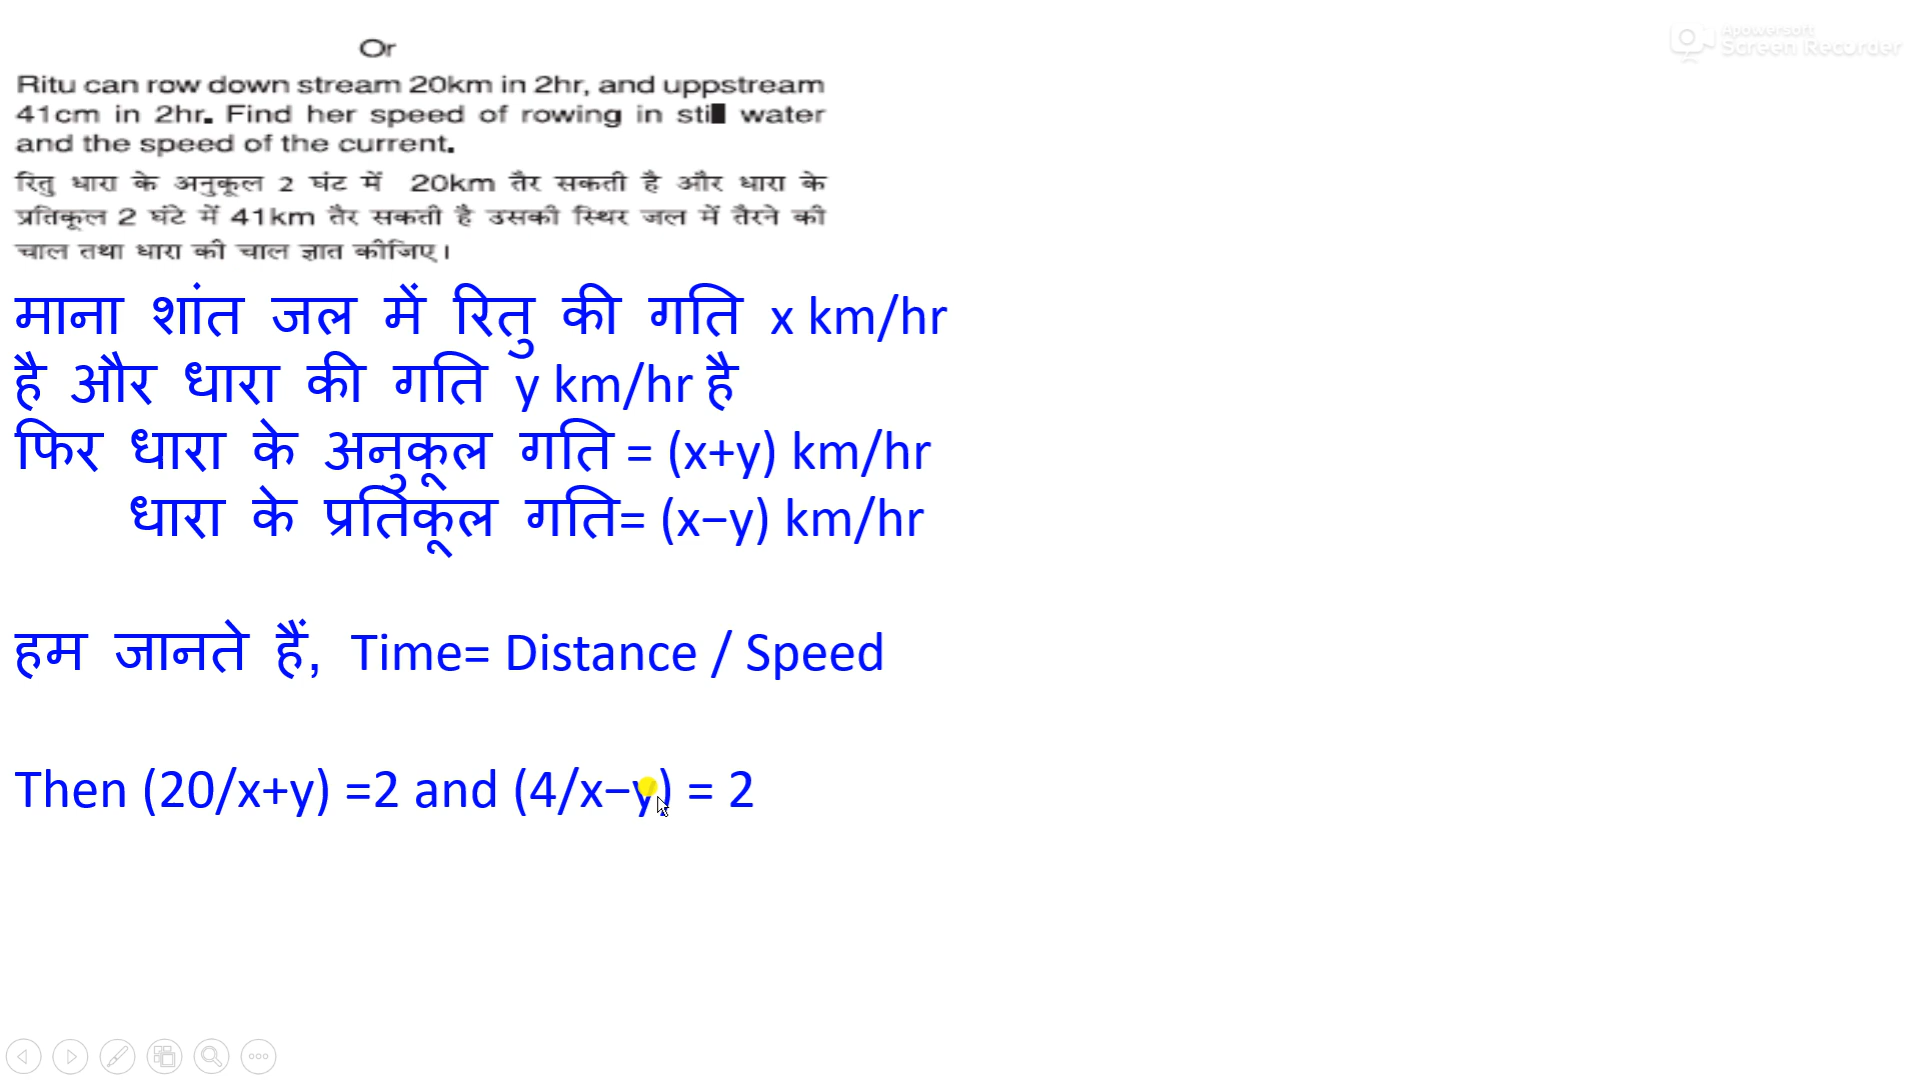 Apowersoft
Screen Recorder
Or
Ritu can row down stream 20km in 2hr, and uppstream
41cm in 2hr. Find her speed of rowing in still water
and the speed of the current.
रितु धारा के अनुकूल 2 घंट में 20km तैर सकती है और धारा के
प्रतिकूल 2 घंटे में 41km तैर सकती है उसकी स्थिर जल में तैरने की
चाल तथा धारा की चाल ज्ञात कीजिए।
माना शांत जल में रितु की गति x km/hr
है और धारा की गति y km/hr है
फिर धारा के अनुकूल गति = (x+y) km/hr
धारा के प्रतिकूल गति= (x−y) km/hr
हम जानते हैं, Time= Distance / Speed
Then (20/x+y) =2 and (4/x−y) = 2